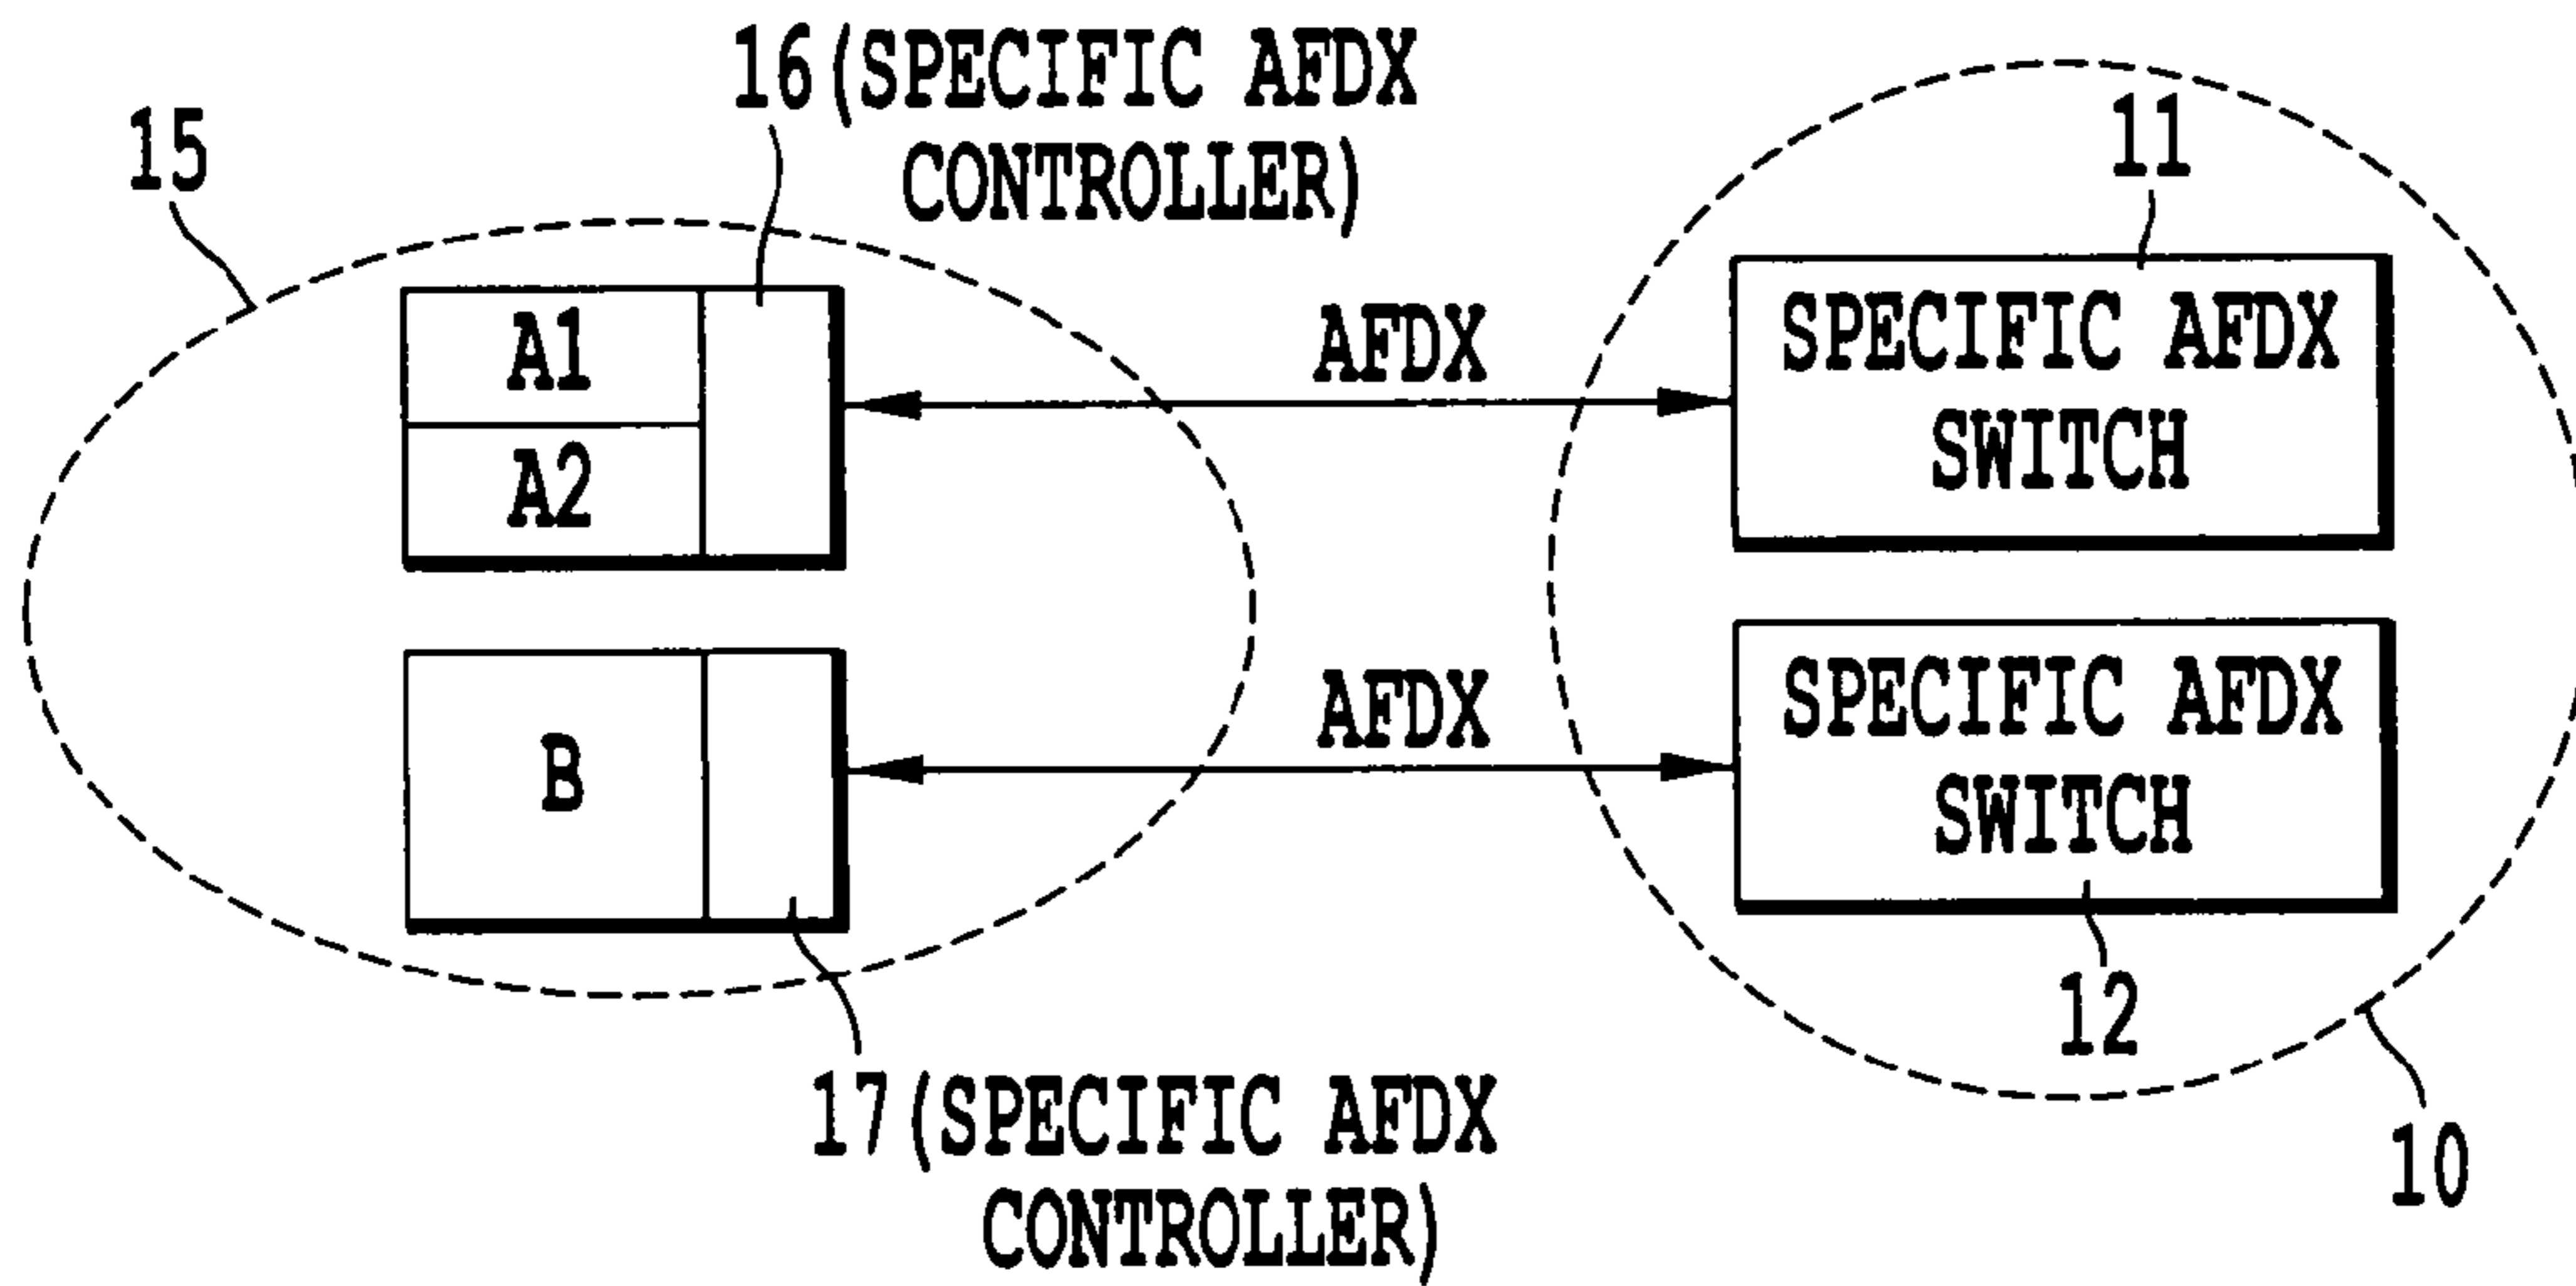 16(SPECIFIC AFDX
CONTROLLER)
15
11
A1
A2
AFDX
SPECIFIC AFDX
SWITCH
B
AFDX
SPECIFIC AFDX
SWITCH
12
17(SPECIFIC AFDX
CONTROLLER)
10